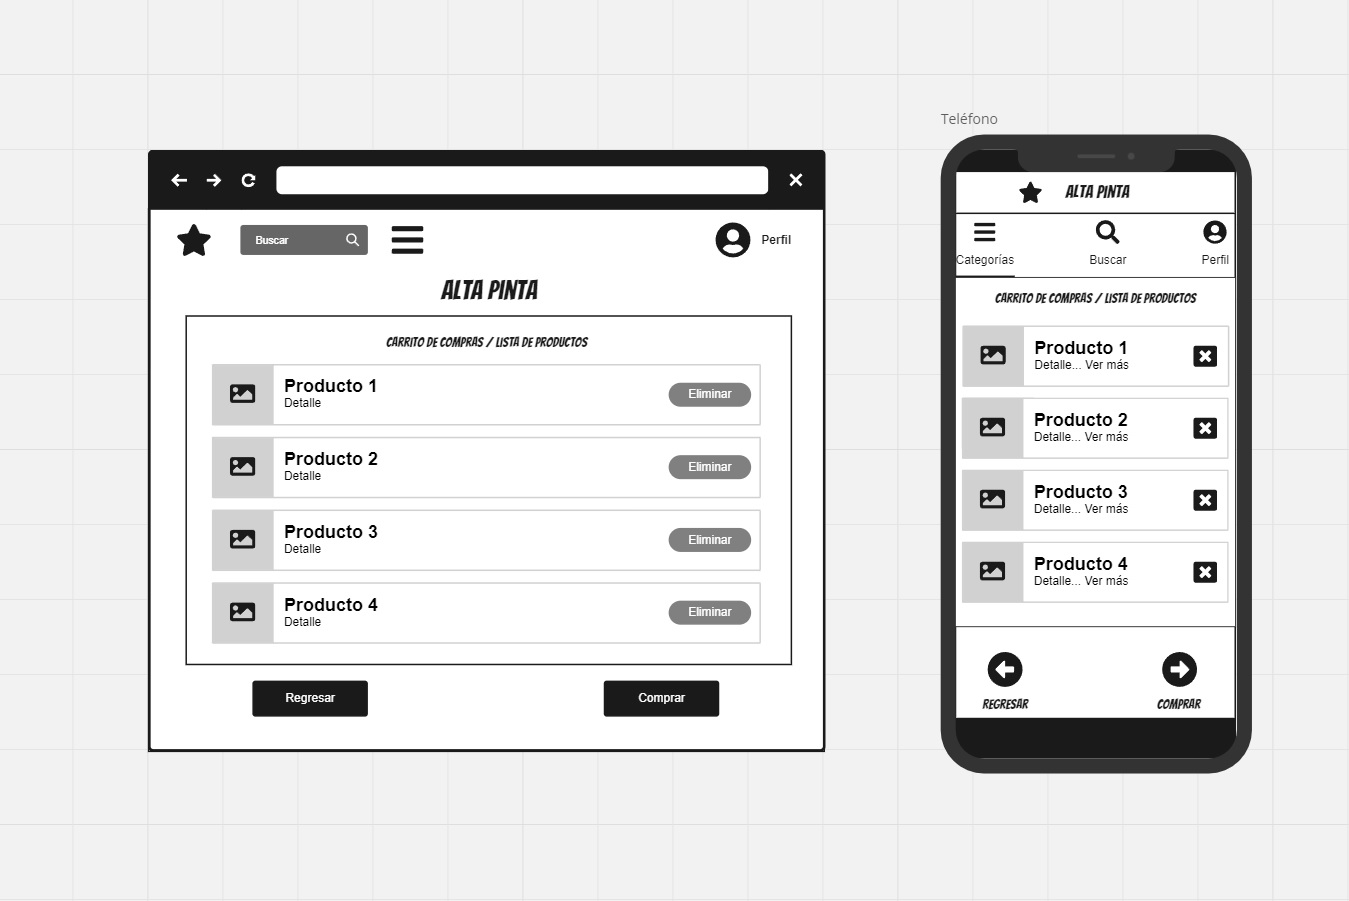 Buscar
Perfil
ALTA PINTA
CARRITO DE COMPRAS / LISTA DE PRODUCTOS
Producto 1
Detalle
Eliminar
Producto 2
Detalle
Eliminar
Producto 3
Detalle
Eliminar
Producto 4
Detalle
Eliminar
Regresar
Comprar
Teléfono
ALTA PINTA
Categorías
Buscar
Perfil
CARRITO DE COMPRAS / LISTA DE PRODUCTOS
Producto 1
Detalle... Ver más
Producto 2
Detalle... Ver más
Producto 3
Detalle... Ver más
Producto 4
Detalle... Ver más
REGRESAR
COMPRAR